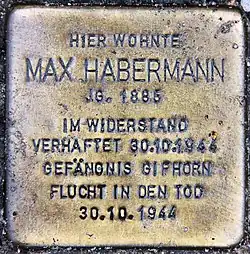 HIER WOHNTE
MAX HABERMANN
JG. 1885
IM WIDERSTAND
VERHAFTET 30.10.1944
GEFÄNGNIS GIFHORN
FLUCHT IN DEN TOD
30.10.1944